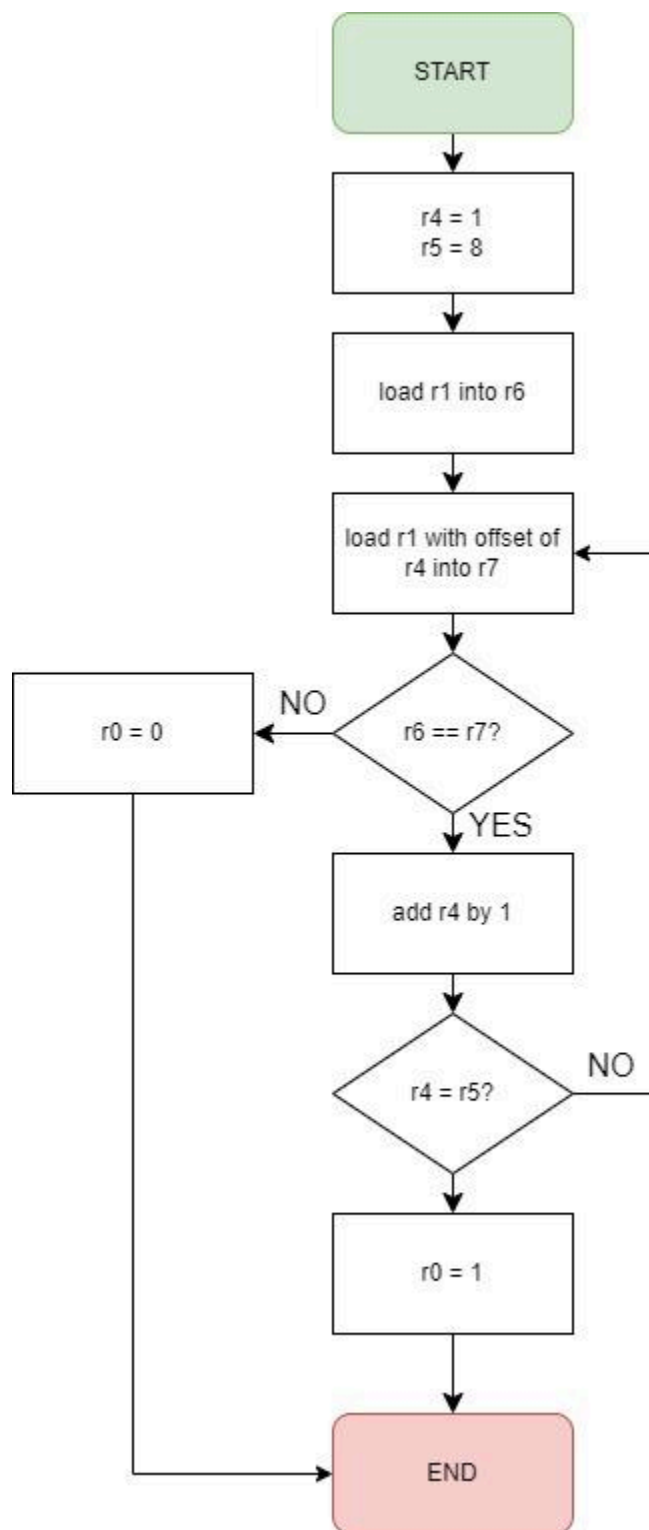 START
r4 = 1
r5 = 8
load r1 into r6
load r1 with offset of
r4 into r7
NO
r0 = 0
r6 == r7?
YES
add r4 by 1
NO
r4 = r5?
r0 = 1
END